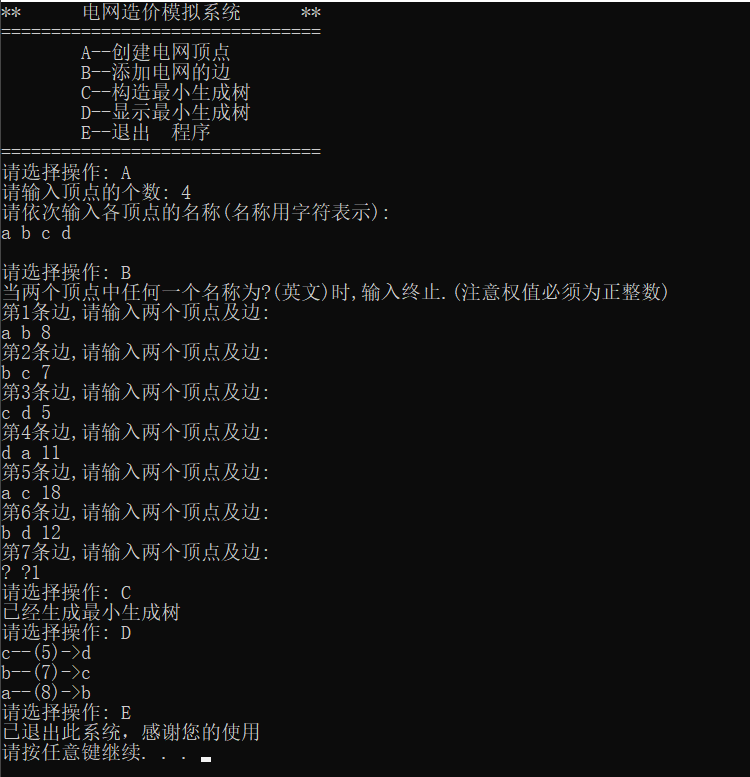 **      电网造价模拟系统      **
================================
        A--创建电网顶点
        B--添加电网的边
        C--构造最小生成树
        D--显示最小生成树
        E--退出  程序
================================
请选择操作: A
请输入顶点的个数: 4
请依次输入各顶点的名称(名称用字符表示):
a b c d
请选择操作: B
当两个顶点中任何一个名称为?(英文)时,输入终止.(注意权值必须为正整数)
第1条边,请输入两个顶点及边:
a b 8
第2条边,请输入两个顶点及边:
b c 7
第3条边,请输入两个顶点及边:
c d 5
第4条边,请输入两个顶点及边:
d a 11
第5条边,请输入两个顶点及边:
a c 18
第6条边,请输入两个顶点及边:
b d 12
第7条边,请输入两个顶点及边:
? ?1
请选择操作: C
已经生成最小生成树
请选择操作: D
c--(5)->d
b--(7)->c
a--(8)->b
请选择操作: E
已退出此系统，感谢您的使用
请按任意键继续. . .